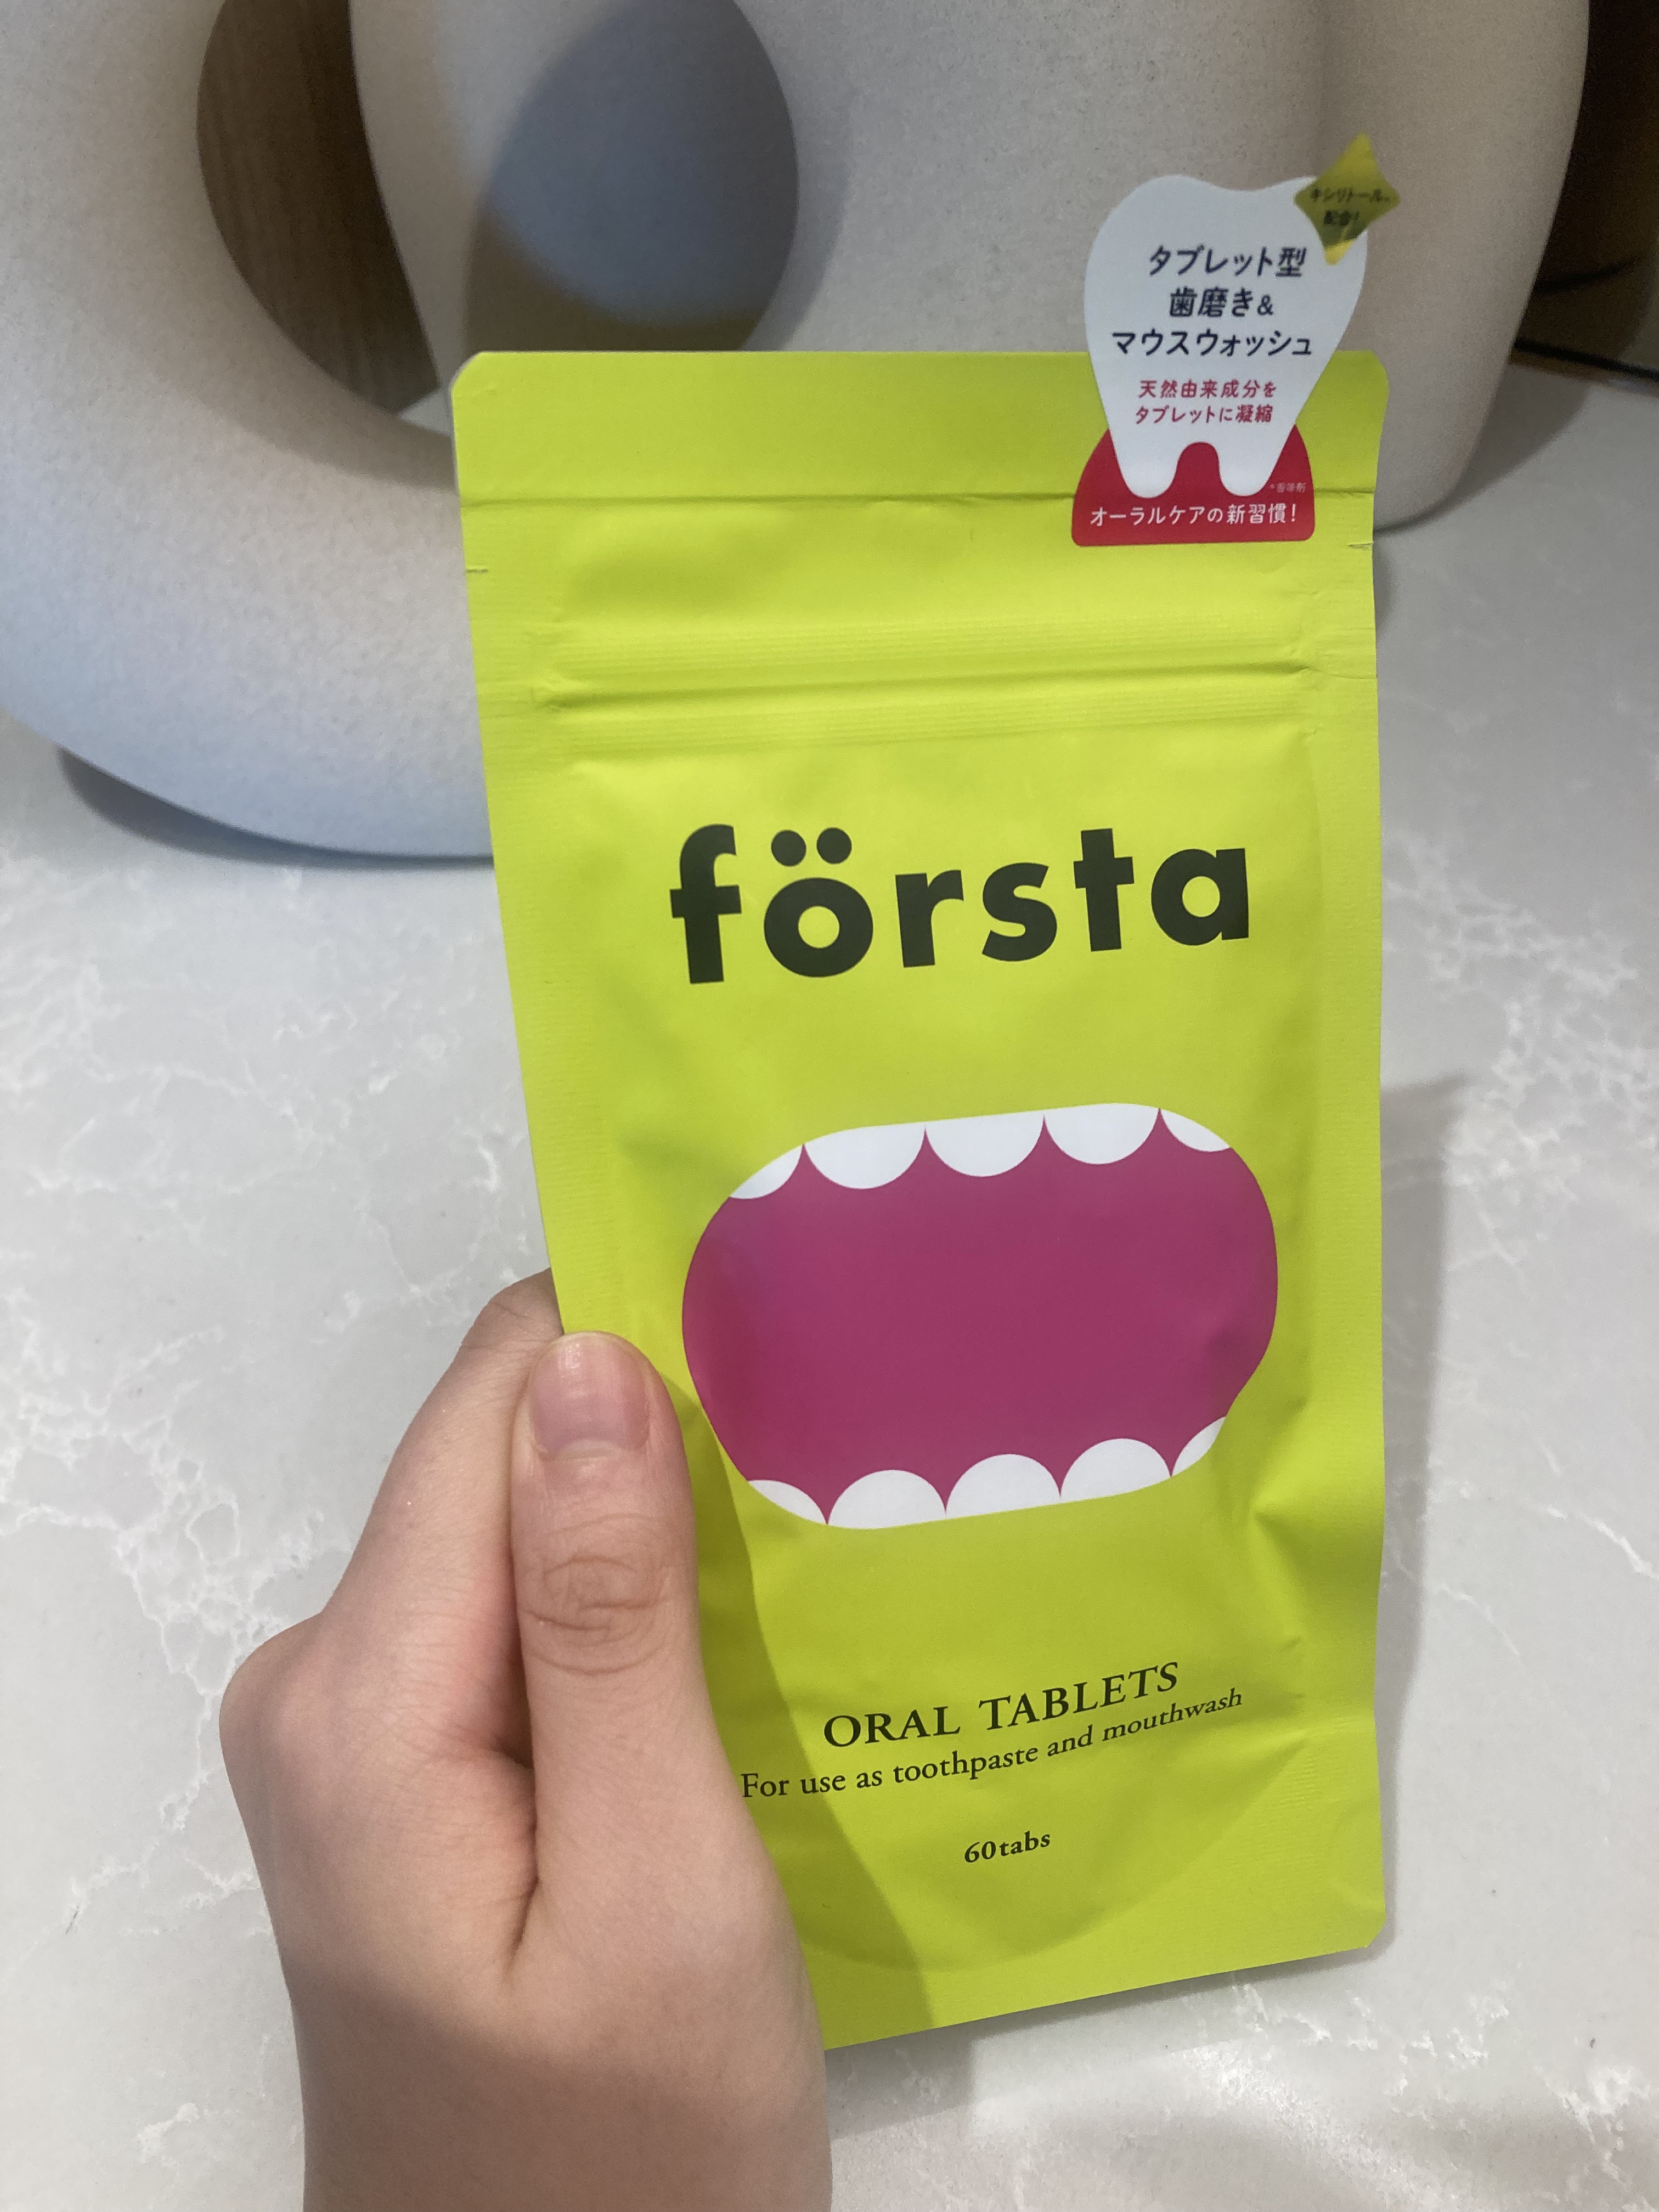 キシリトール
配合!
タブレット型
歯磨き&
マウスウォッシュ
天然由来成分を
タブレットに凝縮
オーラルケアの新習慣!
första
ORAL TABLETS
For use as toothpaste and mouthwash
60tabs